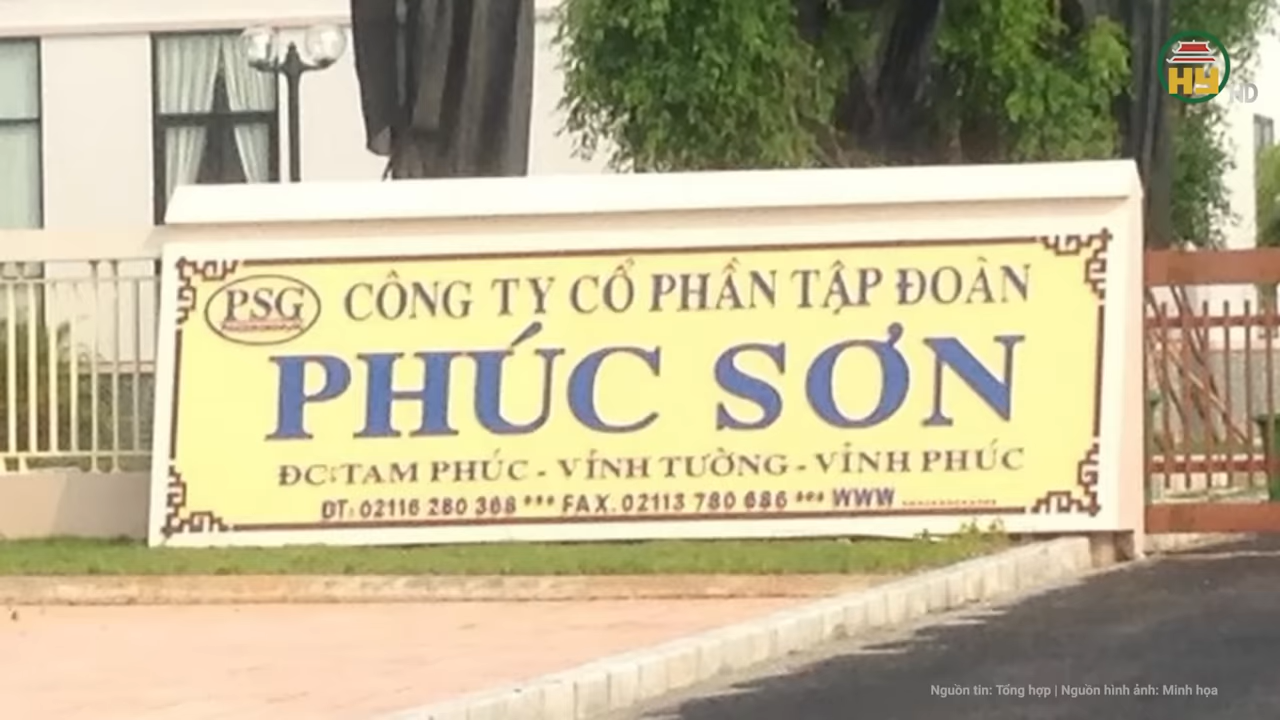 HY
HD
PSG
CÔNG TY CỔ PHẦN TẬP ĐOÀN
PHÚC SƠN
ĐC: TAM PHÚC - VĨNH TƯỜNG - VĨNH PHÚC
ĐT: 02116 280 368 *** FAX. 02113 780 686 *** WWW ..............
Nguồn tin: Tổng hợp | Nguồn hình ảnh: Minh họa